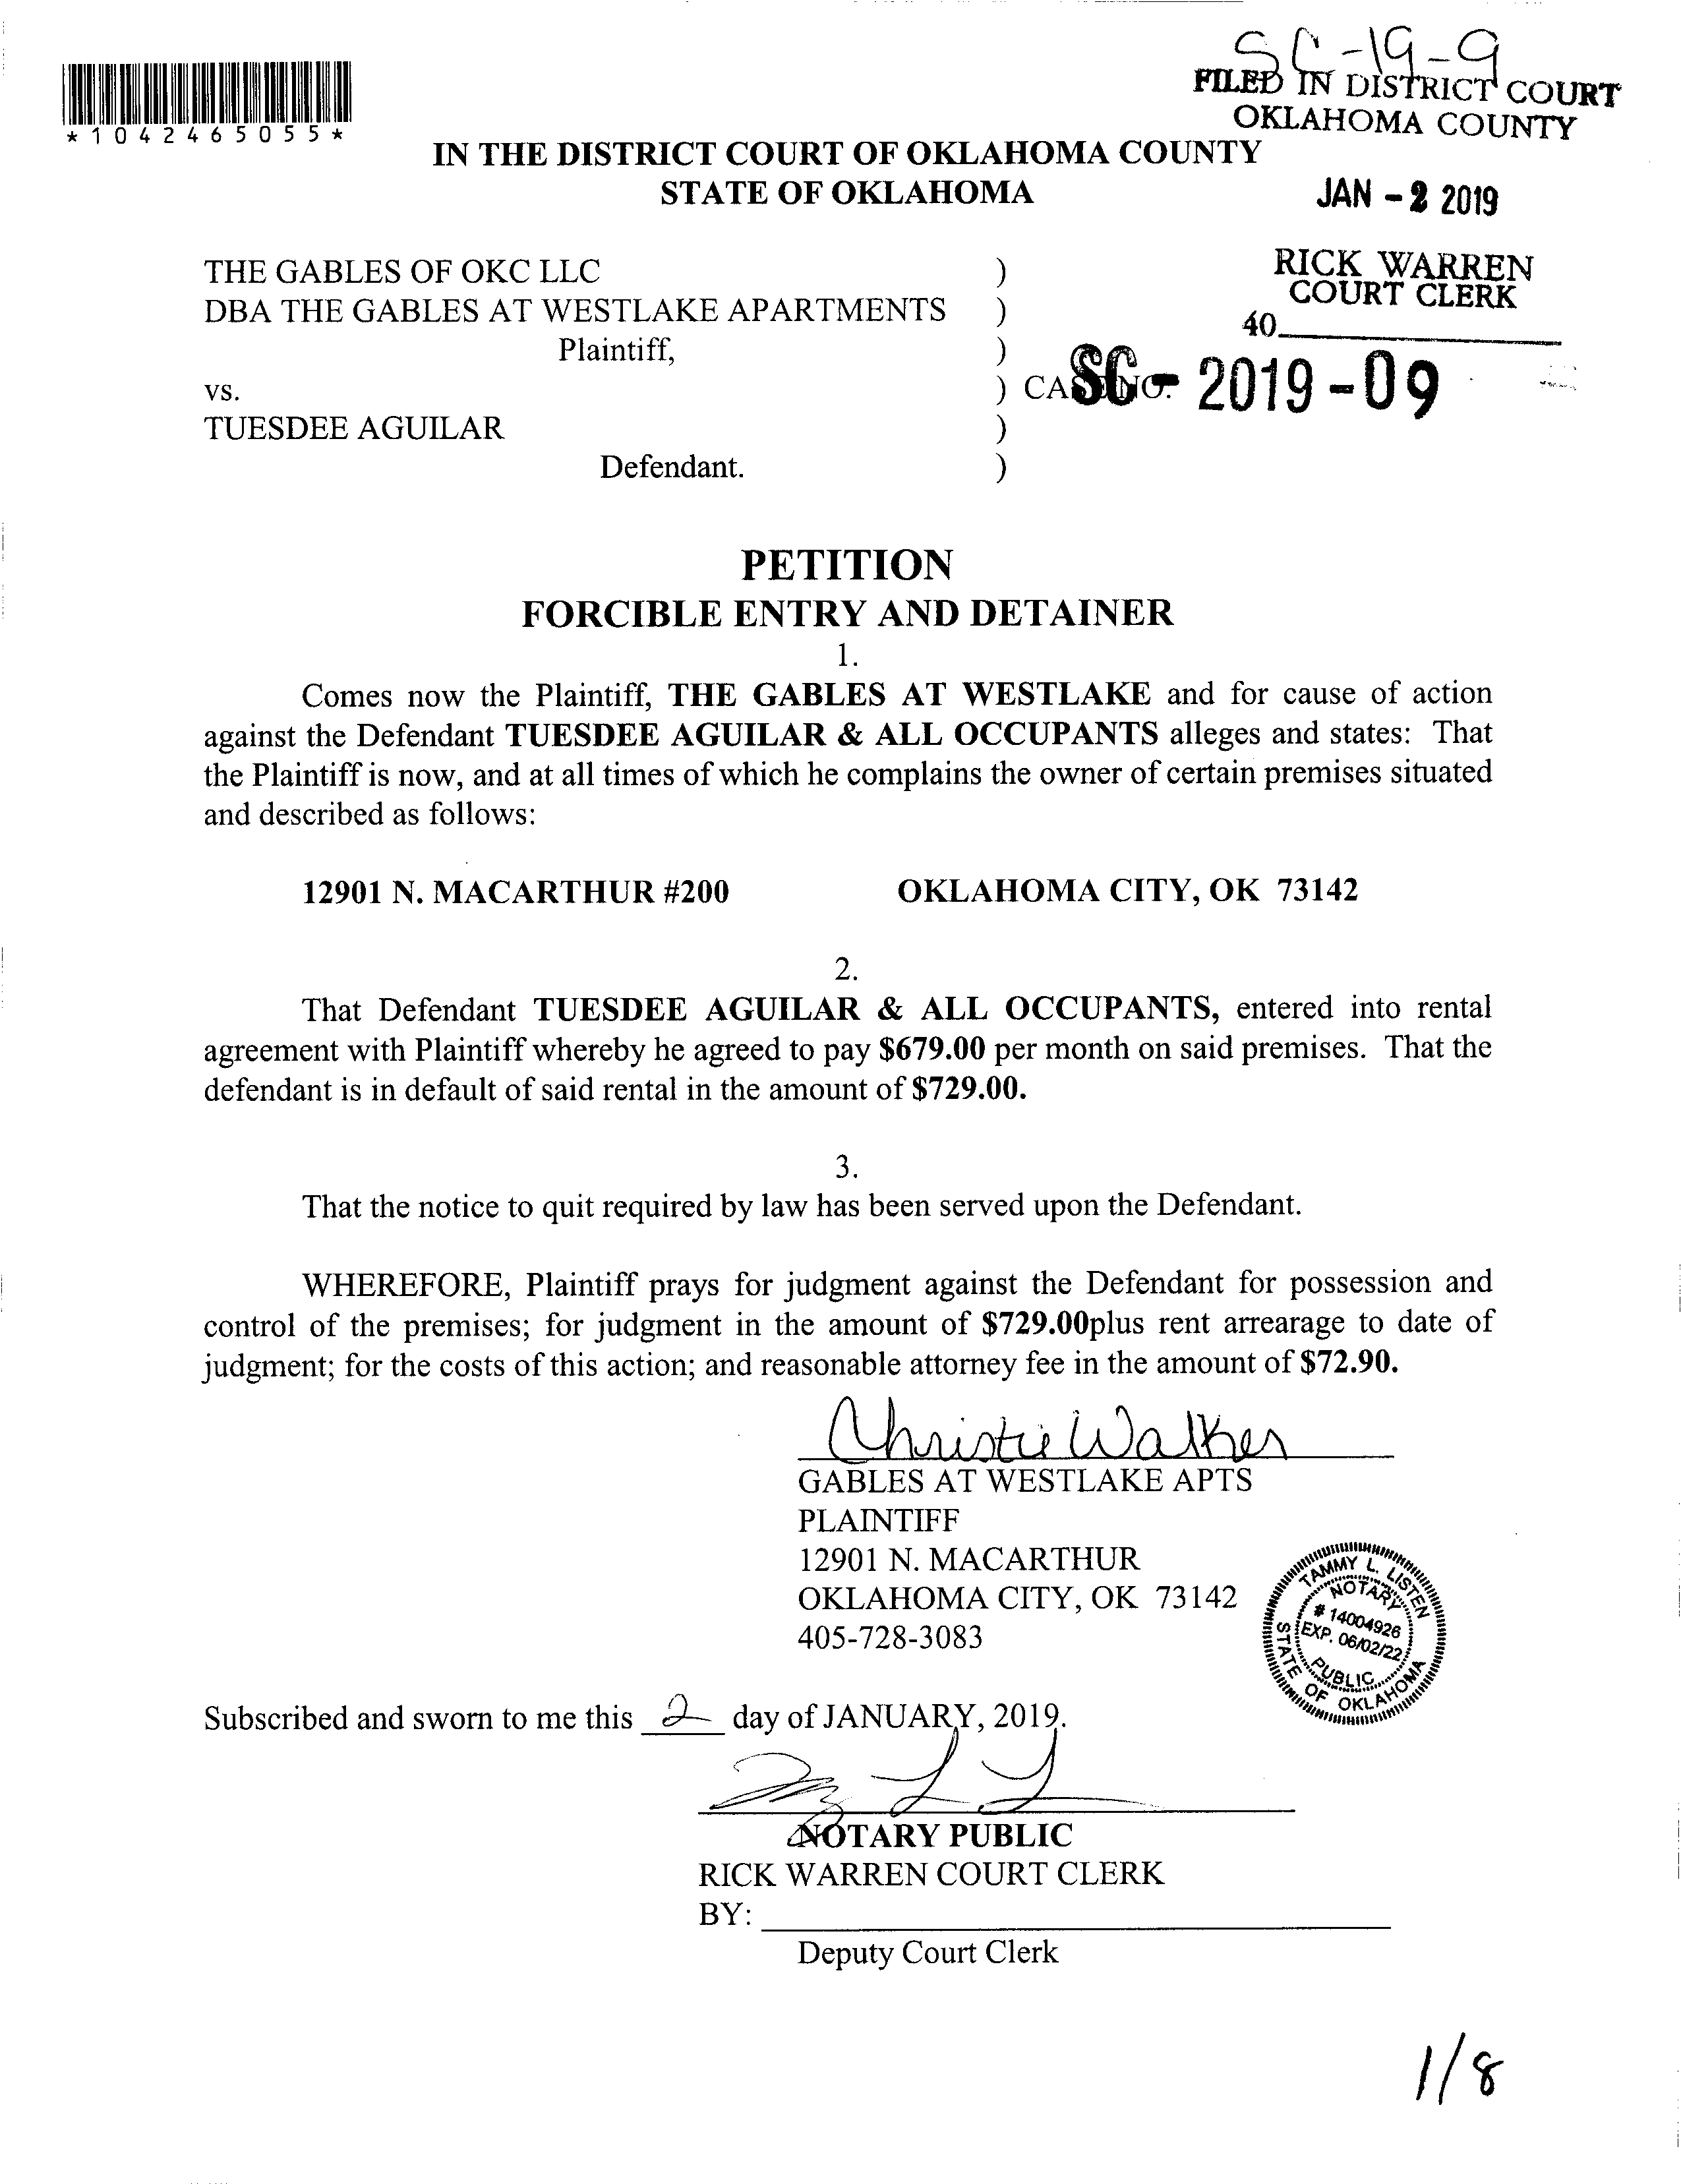 SC-19-9
FILED IN DISTRICT COURT
OKLAHOMA COUNTY
*1042465055*
IN THE DISTRICT COURT OF OKLAHOMA COUNTY
STATE OF OKLAHOMA
JAN - 2 2019
THE GABLES OF OKC LLC )
DBA THE GABLES AT WESTLAKE APARTMENTS )
Plaintiff, )
vs. )
TUESDEE AGUILAR )
Defendant. )
RICK WARREN
COURT CLERK
40
CASE NO.
SC - 2019 - 09
PETITION
FORCIBLE ENTRY AND DETAINER
1.
Comes now the Plaintiff, THE GABLES AT WESTLAKE and for cause of action
against the Defendant TUESDEE AGUILAR & ALL OCCUPANTS alleges and states: That
the Plaintiff is now, and at all times of which he complains the owner of certain premises situated
and described as follows:
12901 N. MACARTHUR #200 OKLAHOMA CITY, OK 73142
2.
That Defendant TUESDEE AGUILAR & ALL OCCUPANTS, entered into rental
agreement with Plaintiff whereby he agreed to pay $679.00 per month on said premises. That the
defendant is in default of said rental in the amount of $729.00.
3.
That the notice to quit required by law has been served upon the Defendant.
WHEREFORE, Plaintiff prays for judgment against the Defendant for possession and
control of the premises; for judgment in the amount of $729.00plus rent arrearage to date of
judgment; for the costs of this action; and reasonable attorney fee in the amount of $72.90.
Christie Walker
GABLES AT WESTLAKE APTS
PLAINTIFF
12901 N. MACARTHUR
OKLAHOMA CITY, OK 73142
405-728-3083
TAMMY L. LISTEN
NOTARY
# 14004926
EXP. 06/02/22
PUBLIC
STATE OF OKLAHOMA
Subscribed and sworn to me this 2 day of JANUARY, 2019.
NOTARY PUBLIC
RICK WARREN COURT CLERK
BY:
Deputy Court Clerk
1/8